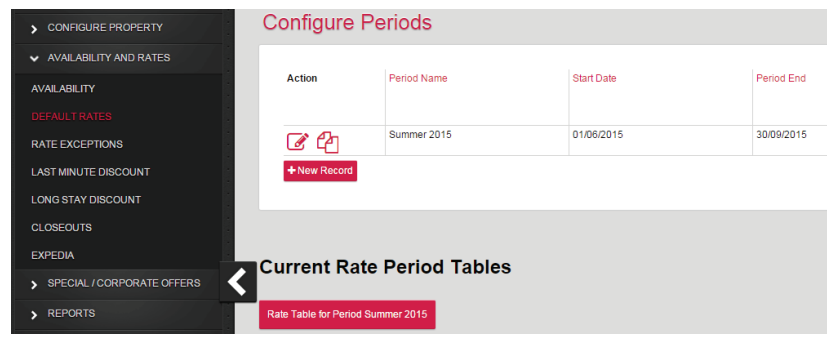 CONFIGURE PROPERTY
AVAILABILITY AND RATES
AVAILABILITY
DEFAULT RATES
RATE EXCEPTIONS
LAST MINUTE DISCOUNT
LONG STAY DISCOUNT
CLOSEOUTS
EXPEDIA
SPECIAL / CORPORATE OFFERS
REPORTS
Configure Periods
Action Period Name Start Date Period End
Summer 2015 01/06/2015 30/09/2015
+ New Record
Current Rate Period Tables
Rate Table for Period Summer 2015